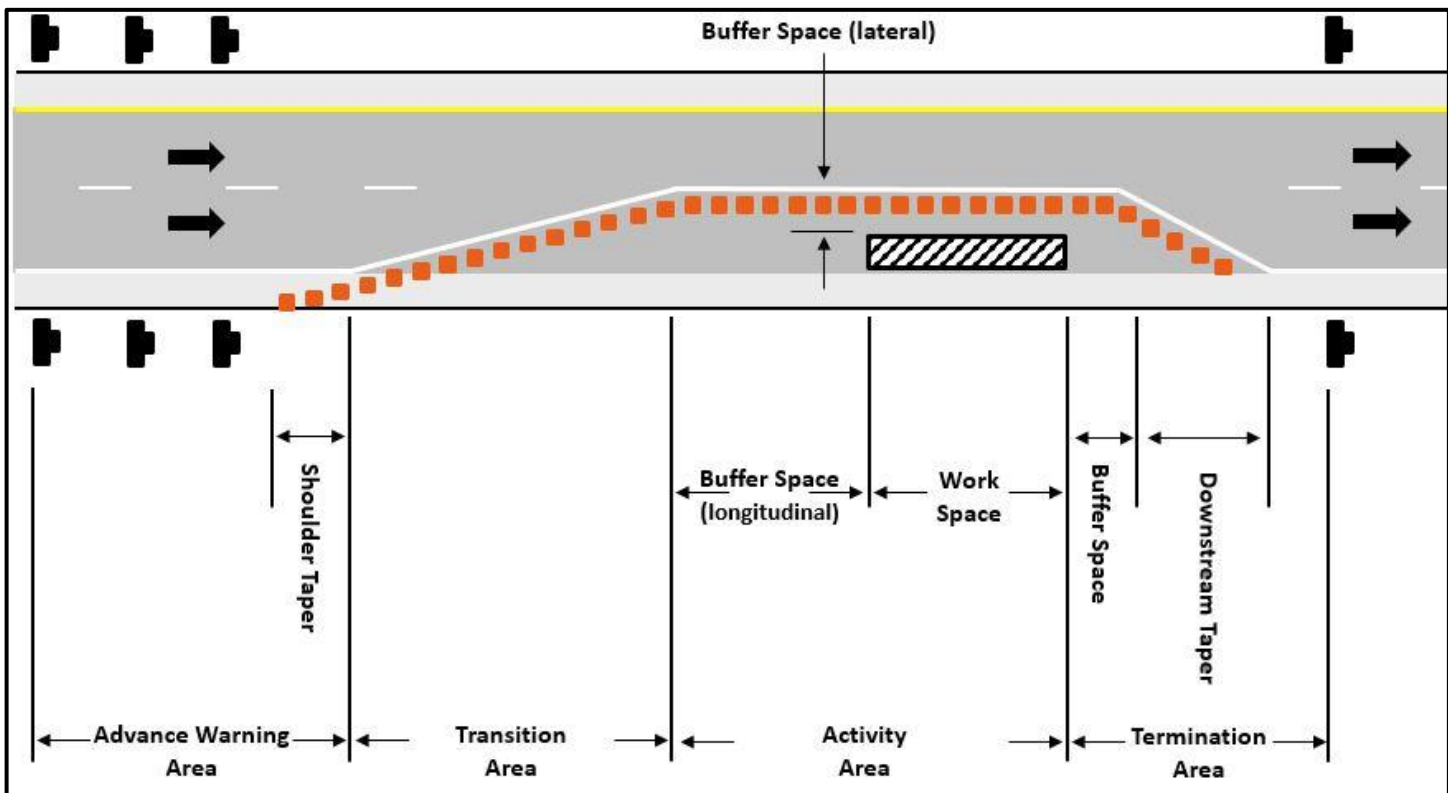 Buffer Space (lateral)
Shoulder Taper
Buffer Space
(longitudinal)
Work
Space
Buffer Space
Downstream Taper
Advance Warning
Area
Transition
Area
Activity
Area
Termination
Area